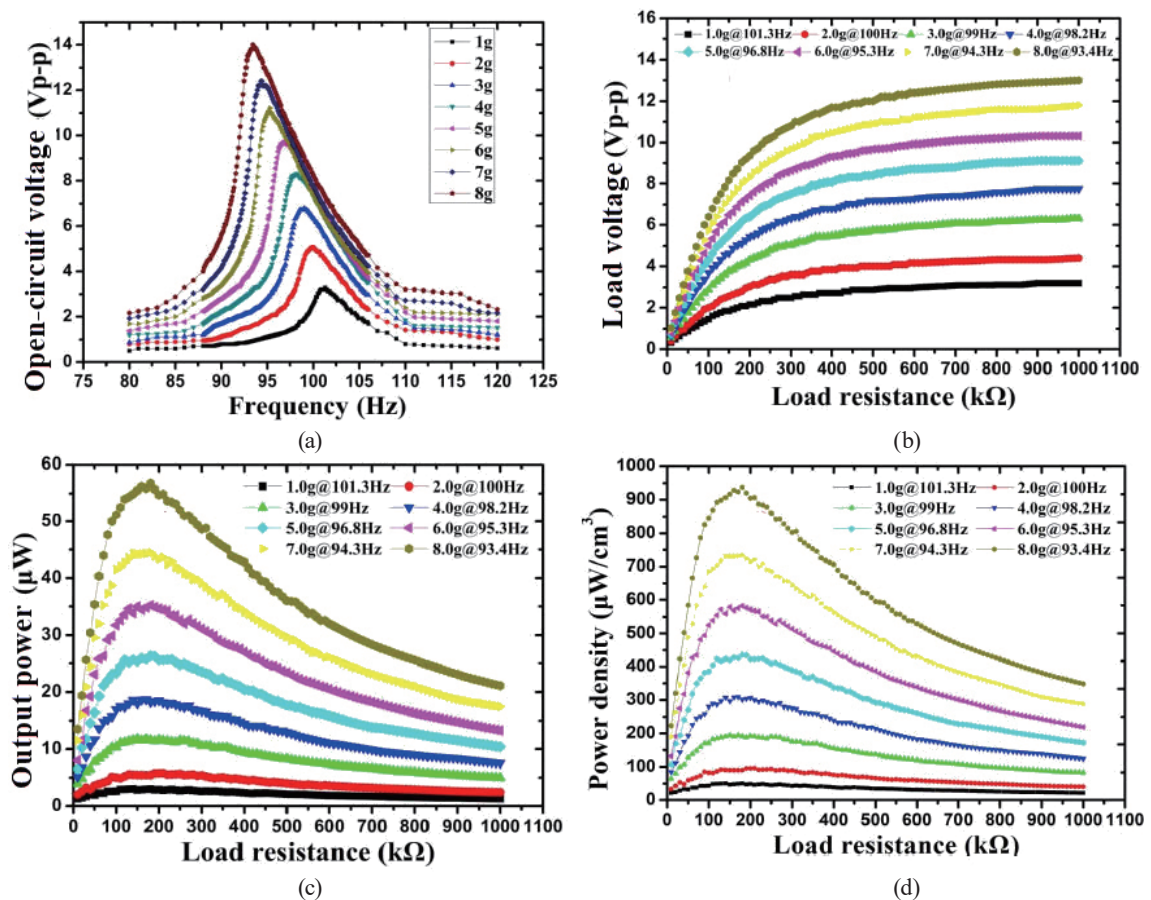 Open-circuit voltage (Vp-p)
14
12
10
8
6
4
2
0
1g
2g
3g
4g
5g
6g
7g
8g
75 80 85 90 95 100 105 110 115 120 125
Frequency (Hz)
(a)
Load voltage (Vp-p)
16
14
12
10
8
6
4
2
0
1.0g@101.3Hz 2.0g@100Hz 3.0g@99Hz 4.0g@98.2Hz
5.0g@96.8Hz 6.0g@95.3Hz 7.0g@94.3Hz 8.0g@93.4Hz
0 100 200 300 400 500 600 700 800 900 1000 1100
Load resistance (kΩ)
(b)
Output power (μW)
60
50
40
30
20
10
0
1.0g@101.3Hz 2.0g@100Hz
3.0g@99Hz 4.0g@98.2Hz
5.0g@96.8Hz 6.0g@95.3Hz
7.0g@94.3Hz 8.0g@93.4Hz
0 100 200 300 400 500 600 700 800 900 1000 1100
Load resistance (kΩ)
(c)
Power density (μW/cm³)
1000
900
800
700
600
500
400
300
200
100
0
1.0g@101.3Hz 2.0g@100Hz
3.0g@99Hz 4.0g@98.2Hz
5.0g@96.8Hz 6.0g@95.3Hz
7.0g@94.3Hz 8.0g@93.4Hz
0 100 200 300 400 500 600 700 800 900 1000 1100
Load resistance (kΩ)
(d)